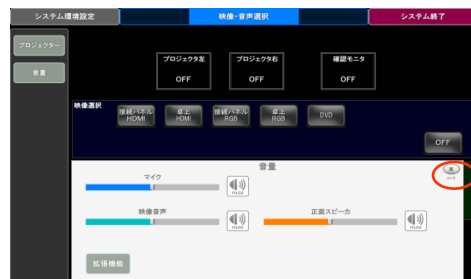 システム環境設定
映像・音声選択
システム終了
プロジェクター
音量
プロジェクタ左
OFF
プロジェクタ右
OFF
確認モニタ
OFF
映像選択
接続パネル
HDMI
卓上
HDMI
接続パネル
RGB
卓上
RGB
DVD
OFF
音量
マイク
mute
映像音声
mute
正面スピーカ
mute
拡張機能